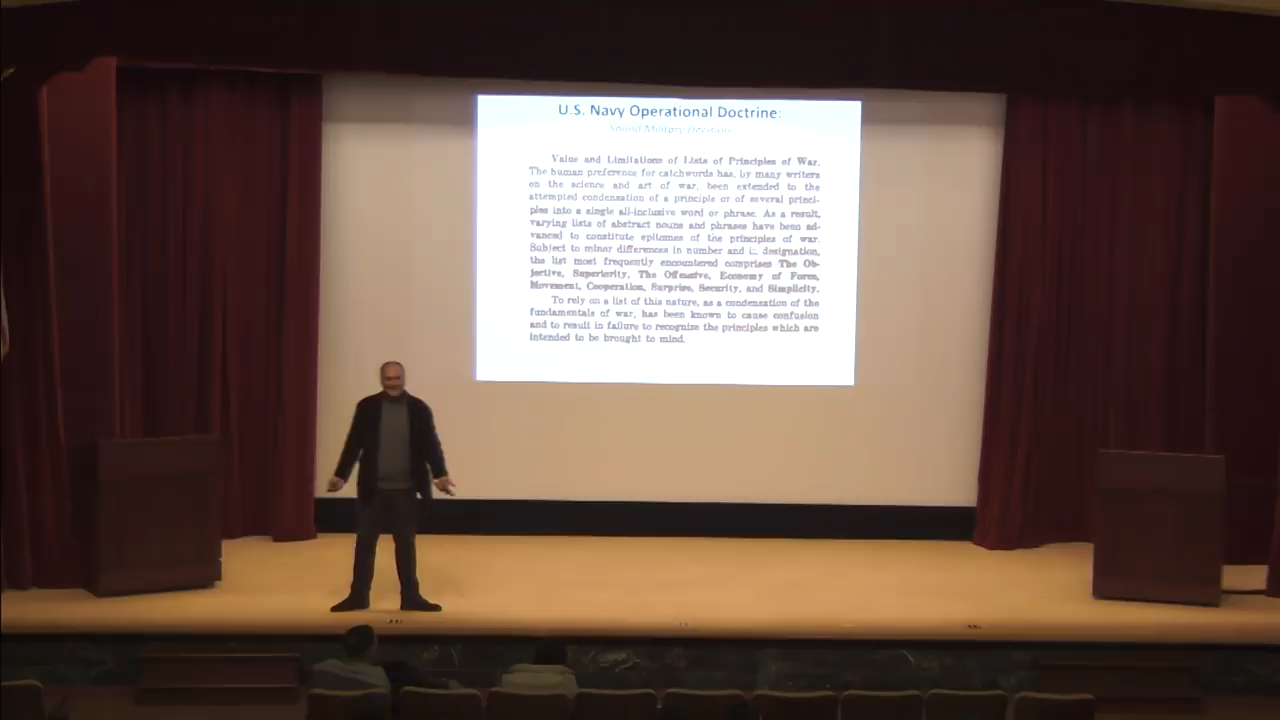 U.S. Navy Operational Doctrine:
Sound Military Decision
Value and Limitations of Lists of Principles of War.
The human preference for catchwords has, by many writers
on the science and art of war, been extended to the
attempted condensation of a principle or of several princi-
ples into a single all-inclusive word or phrase. As a result,
varying lists of abstract nouns and phrases have been ad-
vanced to constitute epitomes of the principles of war.
Subject to minor differences in number and in designation,
the list most frequently encountered comprises The Ob-
jective, Superiority, The Offensive, Economy of Force,
Movement, Cooperation, Surprise, Security, and Simplicity.
To rely on a list of this nature, as a condensation of the
fundamentals of war, has been known to cause confusion
and to result in failure to recognize the principles which are
intended to be brought to mind.